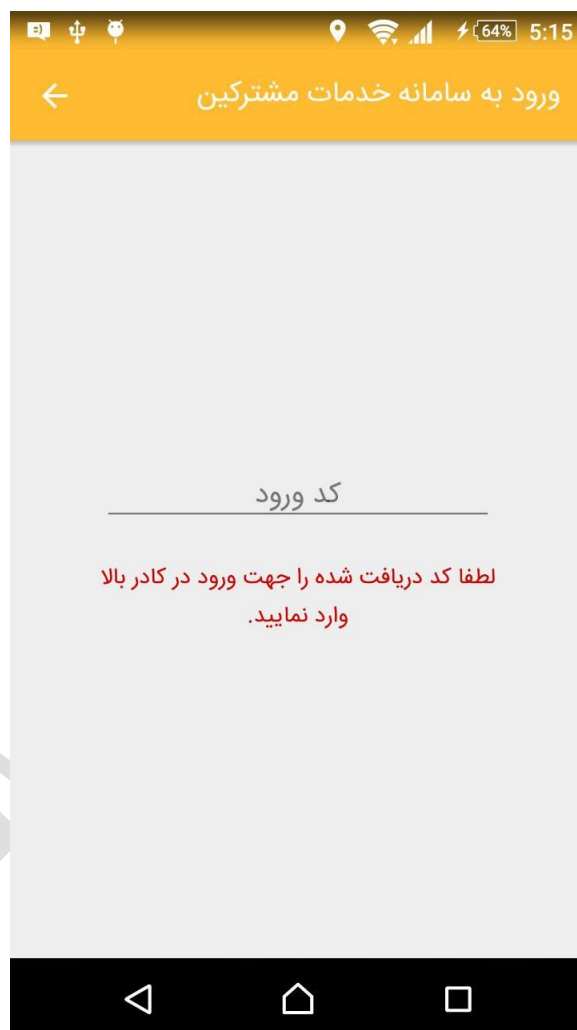 64% 5:15
ورود به سامانه خدمات مشترکین
کد ورود
لطفا کد دریافت شده را جهت ورود در کادر بالا
وارد نمایید.